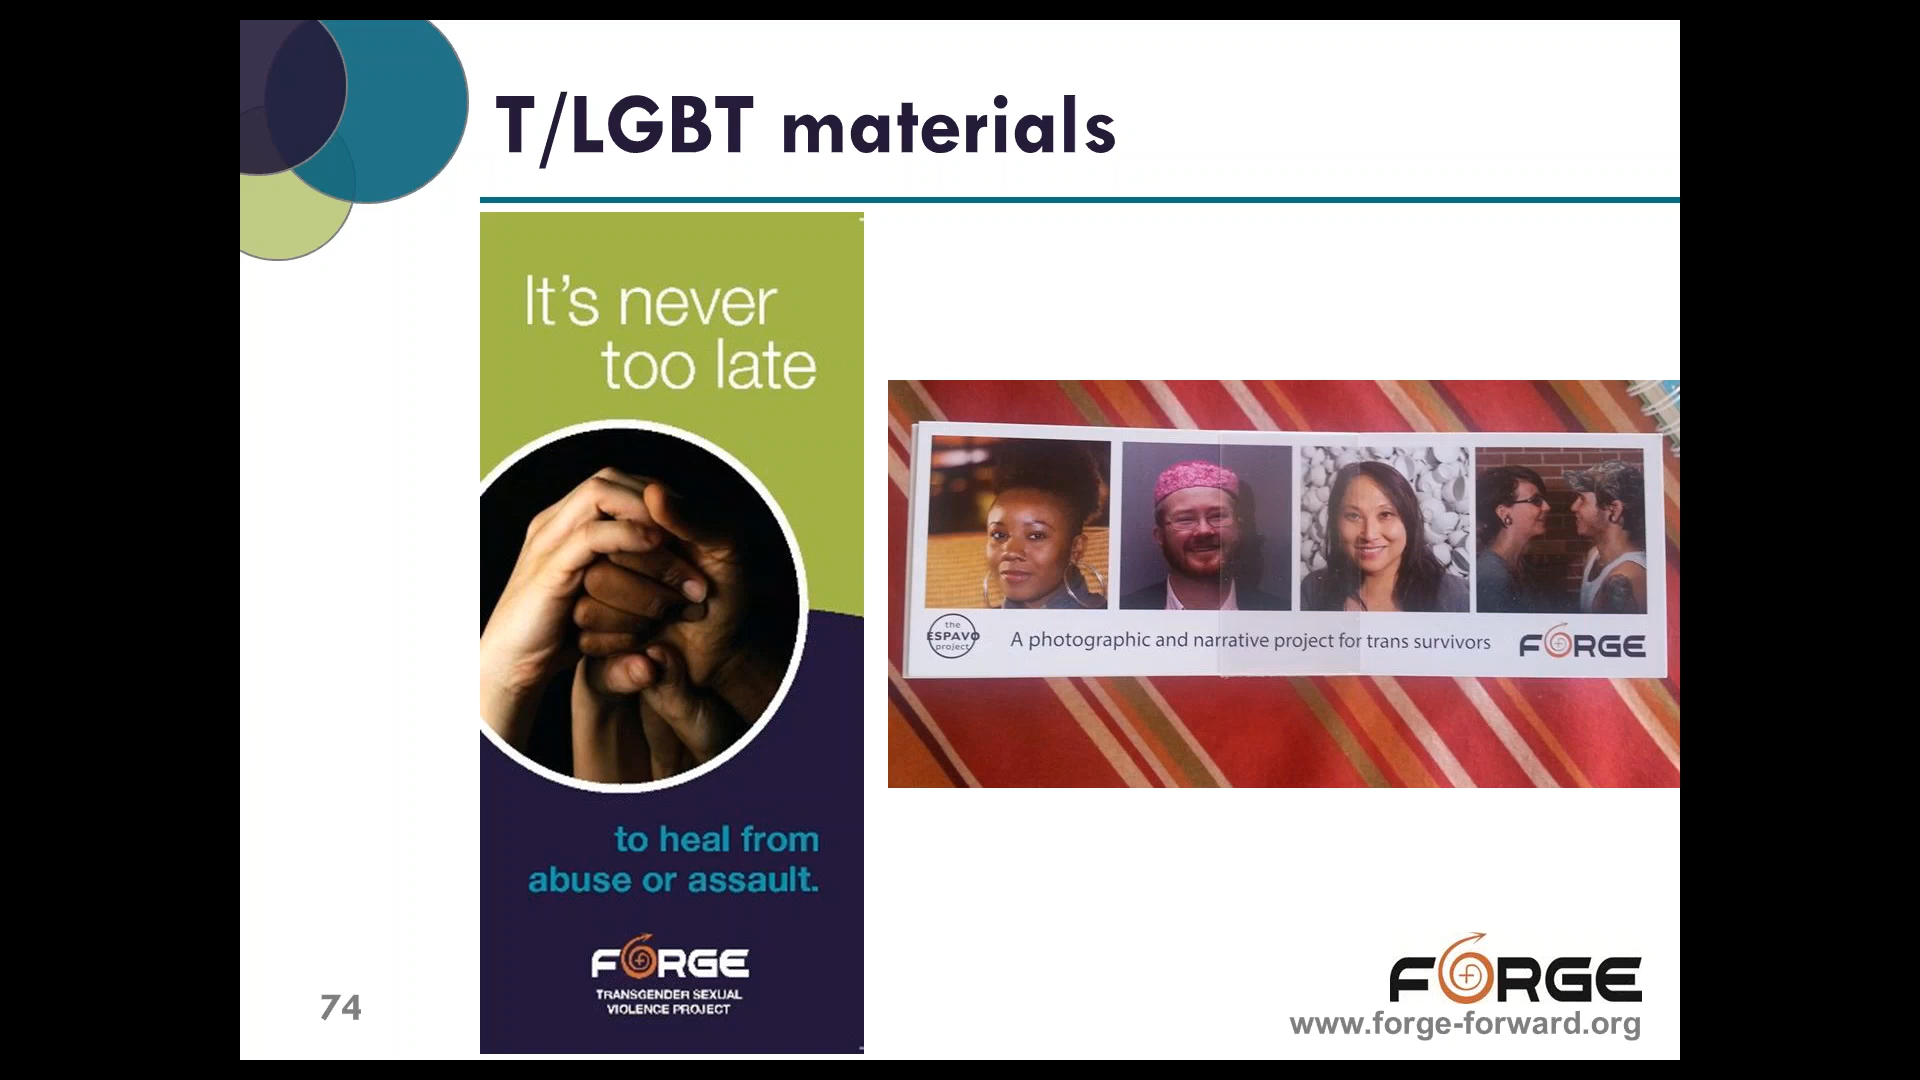 T/LGBT materials
It's never
too late
to heal from
abuse or assault.
FORGE
TRANSGENDER SEXUAL
VIOLENCE PROJECT
the
ESPAVO
project
A photographic and narrative project for trans survivors
FORGE
FORGE
www.forge-forward.org
74